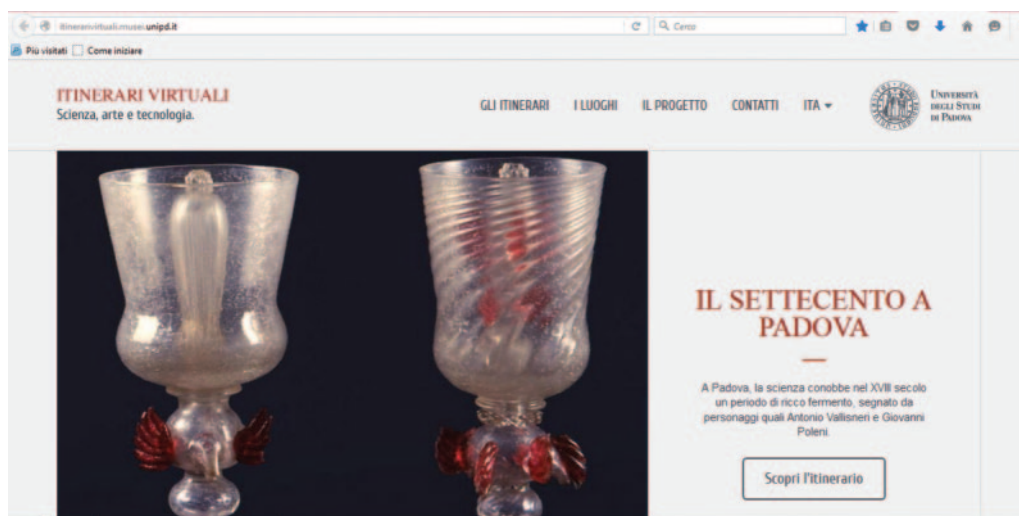 itinerarivirtuali.musei.unipd.it
Cerca
Più visitati Come iniziare
ITINERARI VIRTUALI
Scienza, arte e tecnologia.
GLI ITINERARI I LUOGHI IL PROGETTO CONTATTI ITA
UNIVERSITÀ
DEGLI STUDI
DI PADOVA
IL SETTECENTO A
PADOVA
A Padova, la scienza conobbe nel XVIII secolo
un periodo di ricco fermento, segnato da
personaggi quali Antonio Vallisneri e Giovanni
Poleni.
Scopri l'itinerario